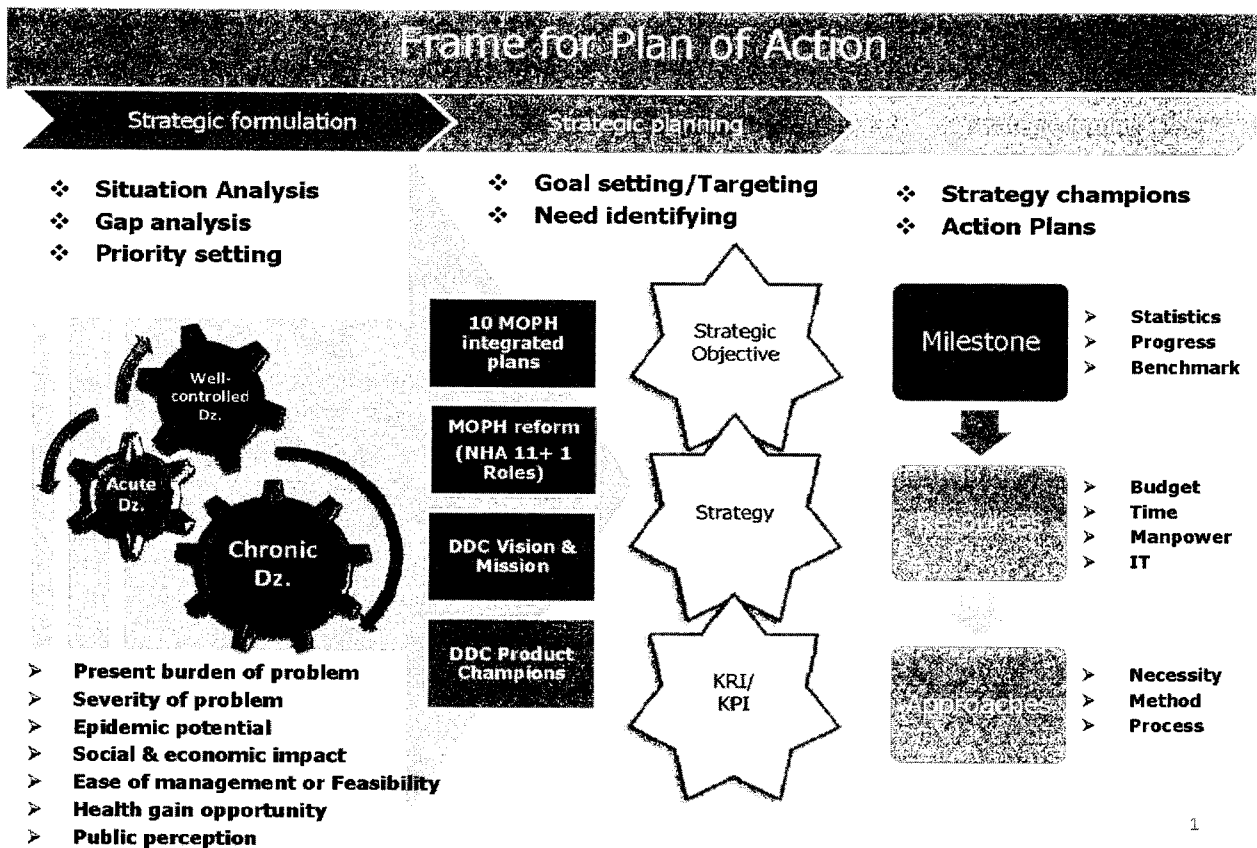 Frame for Plan of Action
Strategic formulation
Strategic planning
❖ Situation Analysis
❖ Gap analysis
❖ Priority setting
Well-
controlled
Dz.
Acute
Dz.
Chronic
Dz.
➢ Present burden of problem
➢ Severity of problem
➢ Epidemic potential
➢ Social & economic impact
➢ Ease of management or Feasibility
➢ Health gain opportunity
➢ Public perception
❖ Goal setting/Targeting
❖ Need identifying
10 MOPH
integrated
plans
MOPH reform
(NHA 11+ 1
Roles)
DDC Vision &
Mission
DDC Product
Champions
Strategic
Objective
Strategy
KRI/
KPI
❖ Strategy champions
❖ Action Plans
Milestone
➢ Statistics
➢ Progress
➢ Benchmark
Resources
➢ Budget
➢ Time
➢ Manpower
➢ IT
Approaches
➢ Necessity
➢ Method
➢ Process
1